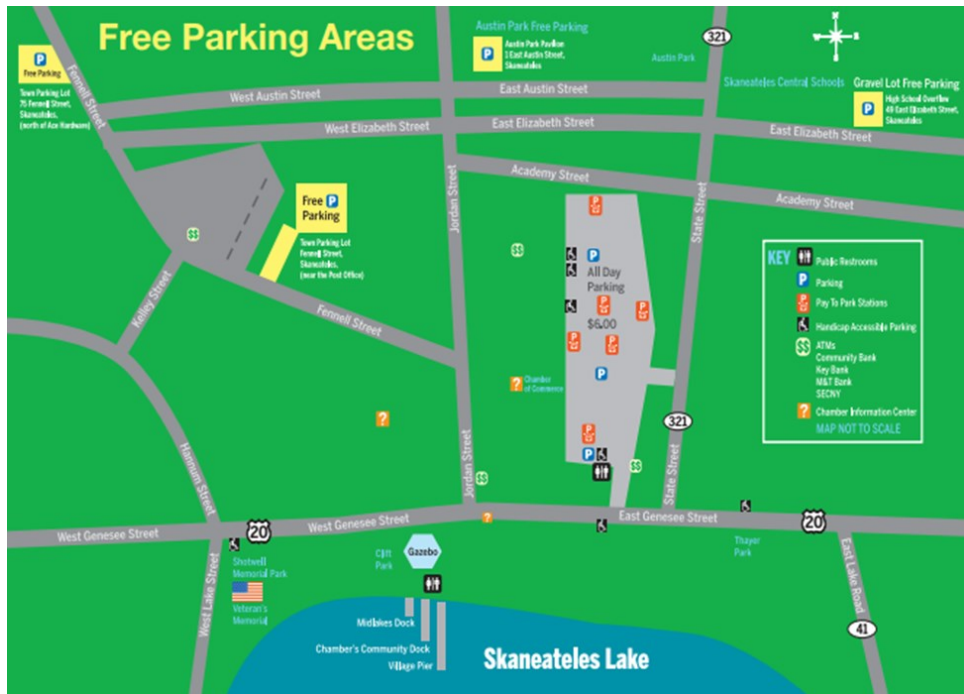 Free Parking Areas
P
Free Parking
Town Parking Lot
75 Fennell Street,
Skaneateles,
(north of Ace Hardware)
Austin Park Free Parking
P
Austin Park Pavilion
1 East Austin Street,
Skaneateles
Austin Park
321
Skaneateles Central Schools
N
W
E
S
Gravel Lot Free Parking
P
High School Overflow
49 East Elizabeth Street,
Skaneateles
Fennell Street
West Austin Street
East Austin Street
West Elizabeth Street
East Elizabeth Street
East Elizabeth Street
Academy Street
Academy Street
Jordan Street
State Street
Free P
Parking
Town Parking Lot
Fennell Street,
Skaneateles,
(near the Post Office)
$$
$$
P
P
All Day
Parking
P
P
$6.00
P
P
P
P
P
Kelley Street
Fennell Street
?
Chamber
of Commerce
?
KEY
Public Restrooms
P Parking
P Pay To Park Stations
Handicap Accessible Parking
$$ ATMs
Community Bank
Key Bank
M&T Bank
SECNY
? Chamber Information Center
MAP NOT TO SCALE
321
Hannum Street
Jordan Street
State Street
$$
$$
West Genesee Street
20
West Genesee Street
?
East Genesee Street
20
Shotwell
Memorial Park
Veteran's
Memorial
West Lake Street
Clift
Park
Gazebo
Thayer
Park
East Lake Road
41
Midlakes Dock
Chamber's Community Dock
Village Pier
Skaneateles Lake